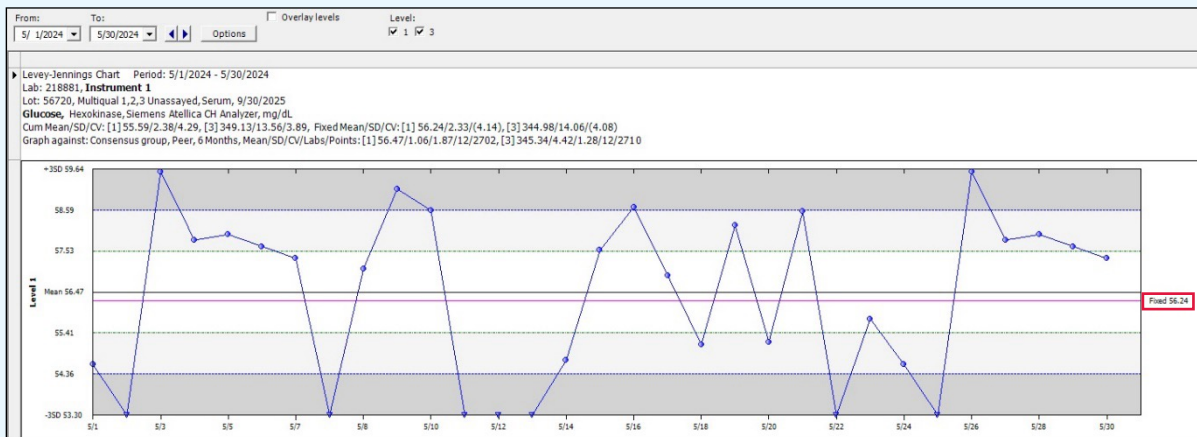 From: To: Overlay levels Level:
5/ 1/2024 5/30/2024 Options 1 3
Levey-Jennings Chart Period: 5/1/2024 - 5/30/2024
Lab: 218881, Instrument 1
Lot: 56720, Multiqual 1,2,3 Unassayed, Serum, 9/30/2025
Glucose, Hexokinase, Siemens Atellica CH Analyzer, mg/dL
Cum Mean/SD/CV: [1] 55.59/2.38/4.29, [3] 349.13/13.56/3.89, Fixed Mean/SD/CV: [1] 56.24/2.33/(4.14), [3] 344.98/14.06/(4.08)
Graph against: Consensus group, Peer, 6 Months, Mean/SD/CV/Labs/Points: [1] 56.47/1.06/1.87/12/2702, [3] 345.34/4.42/1.28/12/2710
+3SD 59.64
58.59
57.53
Level 1
Mean 56.47
Fixed 56.24
55.41
54.36
-3SD 53.30
5/1 5/3 5/5 5/7 5/8 5/10 5/12 5/14 5/16 5/18 5/20 5/22 5/24 5/26 5/28 5/30